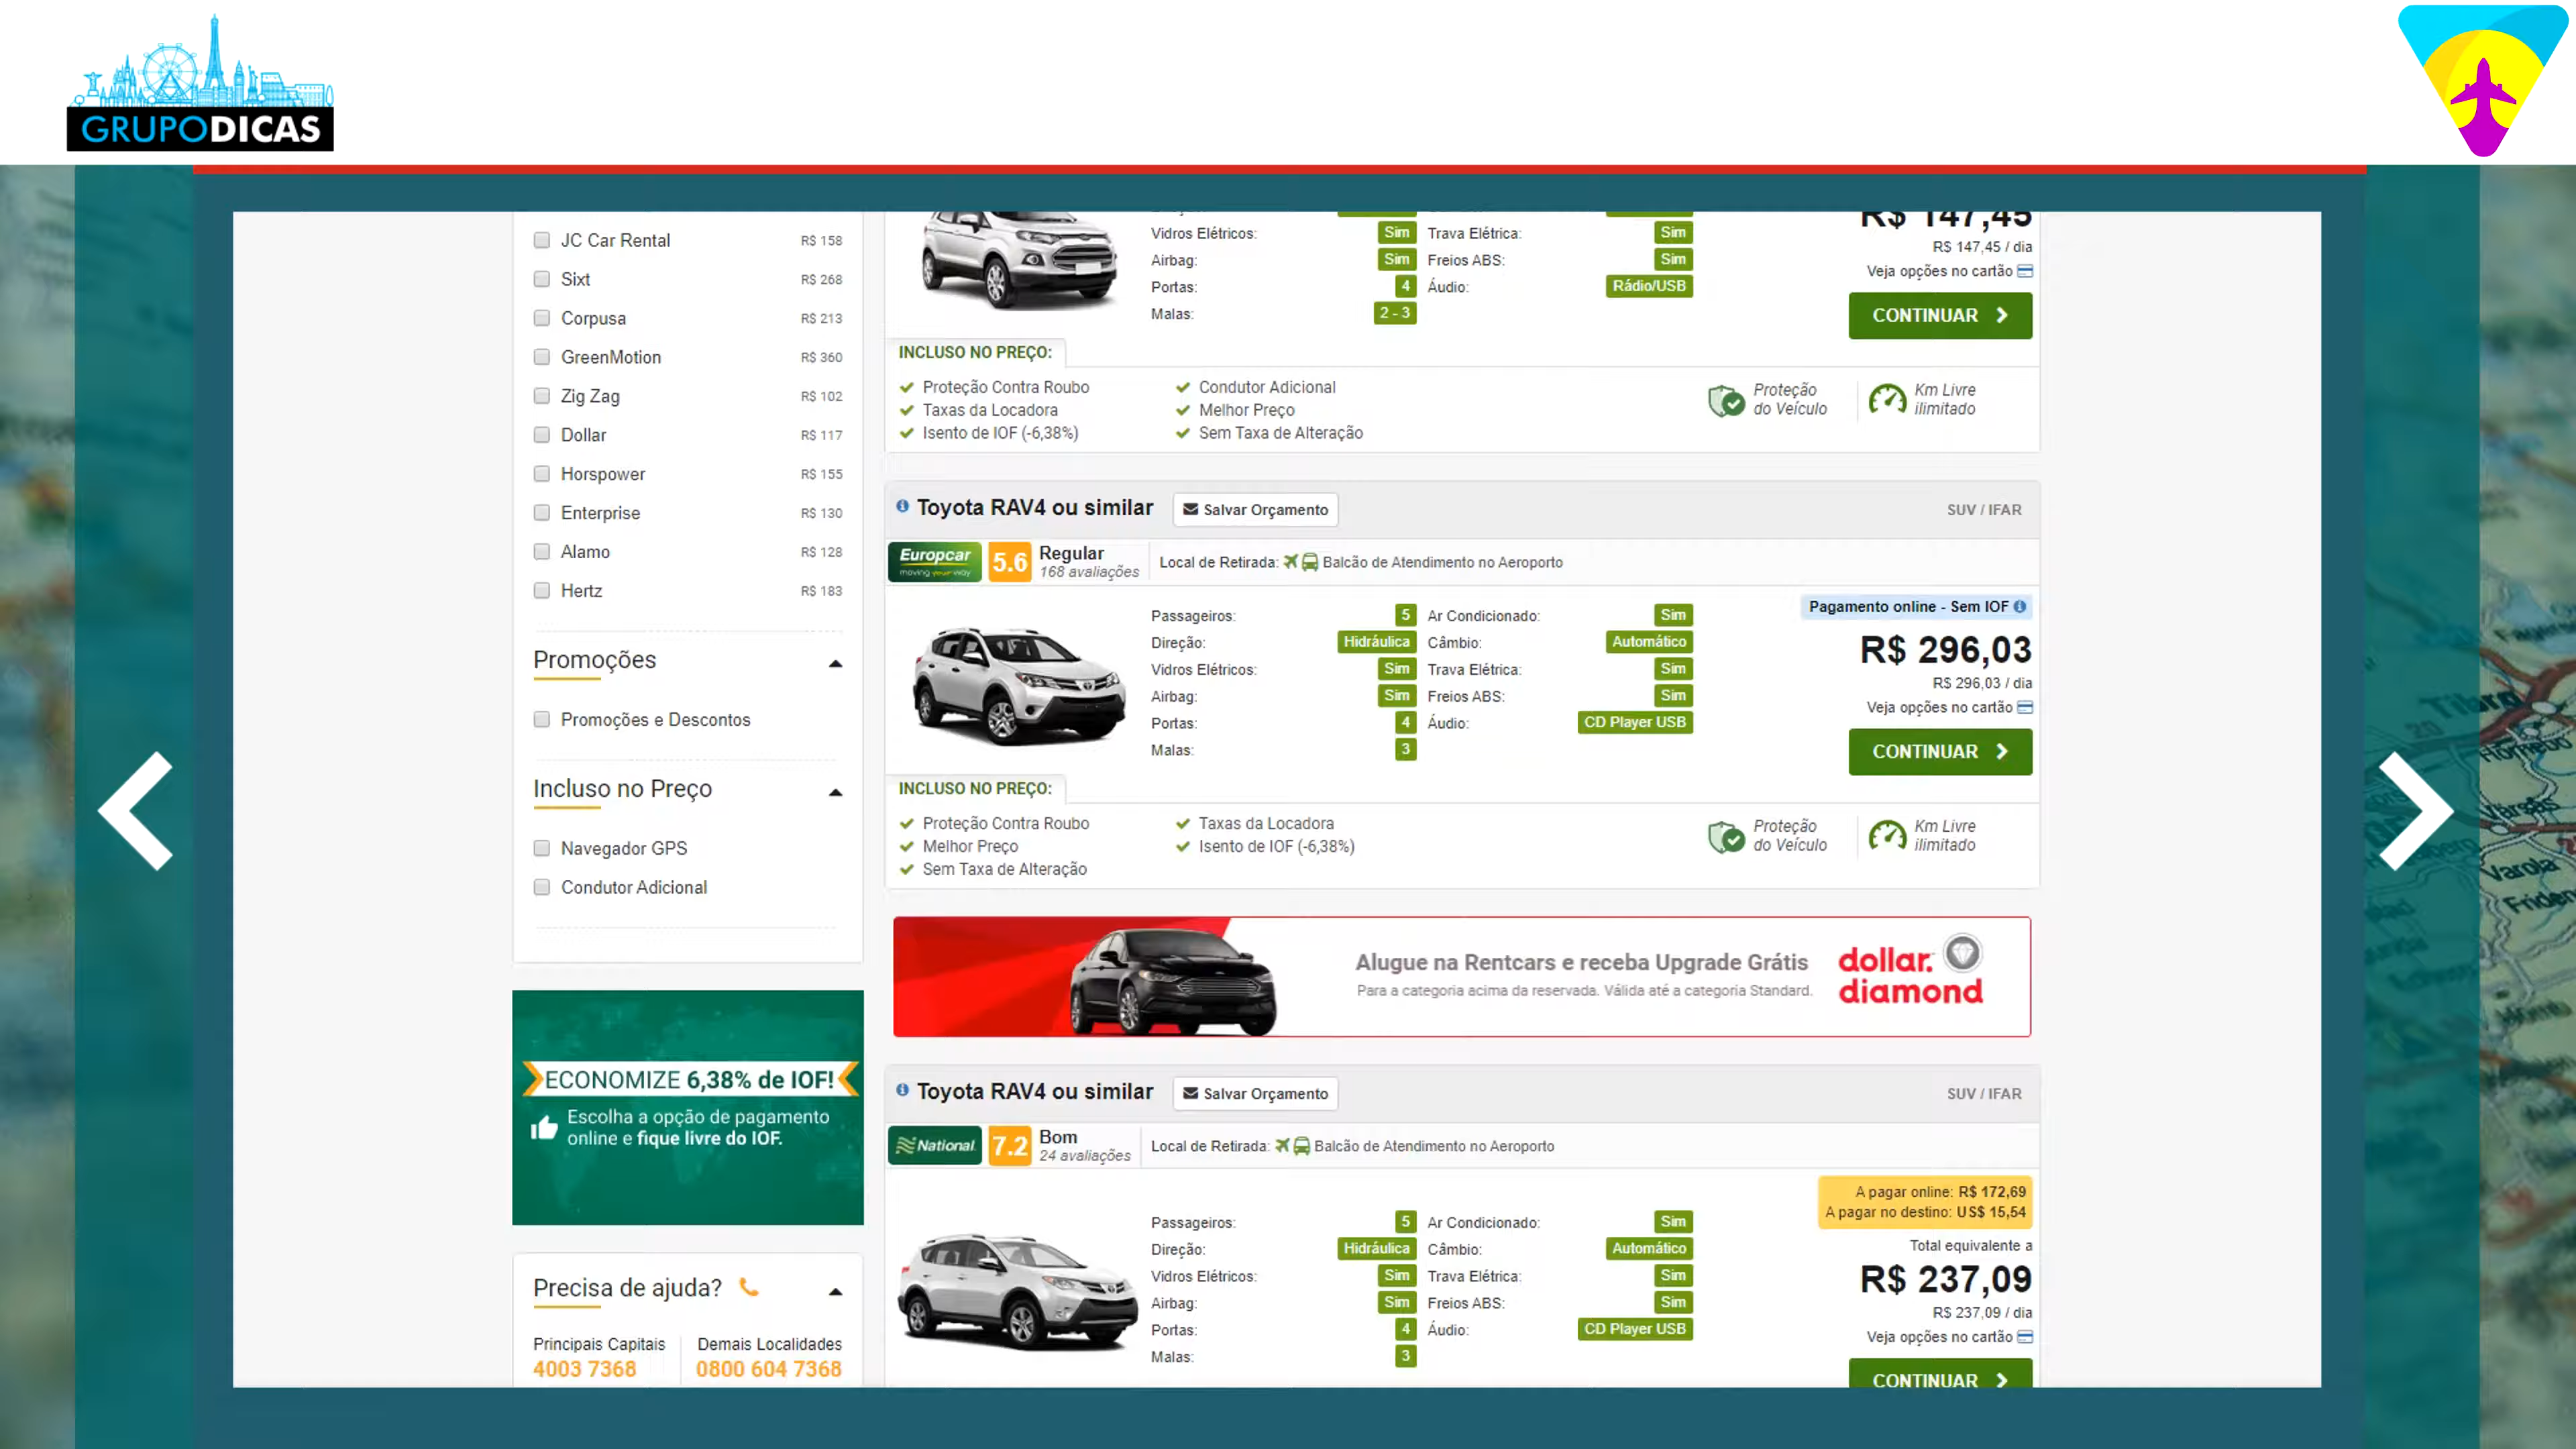 GRUPODICAS
JC Car Rental R$ 158
Sixt R$ 268
Corpusa R$ 213
GreenMotion R$ 360
Zig Zag R$ 102
Dollar R$ 117
Horspower R$ 155
Enterprise R$ 130
Alamo R$ 128
Hertz R$ 183
Promoções
Promoções e Descontos
Incluso no Preço
Navegador GPS
Condutor Adicional
ECONOMIZE 6,38% de IOF!
Escolha a opção de pagamento
online e fique livre do IOF.
Precisa de ajuda?
Principais Capitais Demais Localidades
4003 7368 0800 604 7368
R$ 147,45
Vidros Elétricos: Sim Trava Elétrica: Sim
R$ 147,45 / dia
Airbag: Sim Freios ABS: Sim
Veja opções no cartão
Portas: 4 Áudio: Rádio/USB
Malas: 2 - 3
CONTINUAR
INCLUSO NO PREÇO:
Proteção Contra Roubo Condutor Adicional
Taxas da Locadora Melhor Preço
Isento de IOF (-6,38%) Sem Taxa de Alteração
Proteção Km Livre
do Veículo ilimitado
Toyota RAV4 ou similar Salvar Orçamento SUV / IFAR
Europcar
moving your way
5.6 Regular
168 avaliações
Local de Retirada: Balcão de Atendimento no Aeroporto
Passageiros: 5 Ar Condicionado: Sim
Direção: Hidráulica Câmbio: Automático
Vidros Elétricos: Sim Trava Elétrica: Sim
Airbag: Sim Freios ABS: Sim
Portas: 4 Áudio: CD Player USB
Malas: 3
Pagamento online - Sem IOF
R$ 296,03
R$ 296,03 / dia
Veja opções no cartão
CONTINUAR
INCLUSO NO PREÇO:
Proteção Contra Roubo Taxas da Locadora
Melhor Preço Isento de IOF (-6,38%)
Sem Taxa de Alteração
Proteção Km Livre
do Veículo ilimitado
Alugue na Rentcars e receba Upgrade Grátis
Para a categoria acima da reservada. Válida até a categoria Standard.
dollar.
diamond
Toyota RAV4 ou similar Salvar Orçamento SUV / IFAR
National
7.2 Bom
24 avaliações
Local de Retirada: Balcão de Atendimento no Aeroporto
A pagar online: R$ 172,69
A pagar no destino: US$ 15,54
Passageiros: 5 Ar Condicionado: Sim
Direção: Hidráulica Câmbio: Automático
Vidros Elétricos: Sim Trava Elétrica: Sim
Airbag: Sim Freios ABS: Sim
Portas: 4 Áudio: CD Player USB
Malas: 3
Total equivalente a
R$ 237,09
R$ 237,09 / dia
Veja opções no cartão
CONTINUAR
Varola